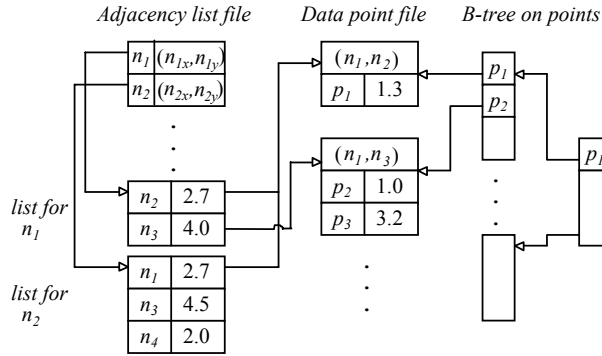 Adjacency list file
Data point file
B-tree on points
n1 (n1x,n1y)
n2 (n2x,n2y)
(n1,n2)
p1 1.3
p1
p2
(n1,n3)
p2 1.0
p3 3.2
p1
list for
n1
n2 2.7
n3 4.0
list for
n2
n1 2.7
n3 4.5
n4 2.0